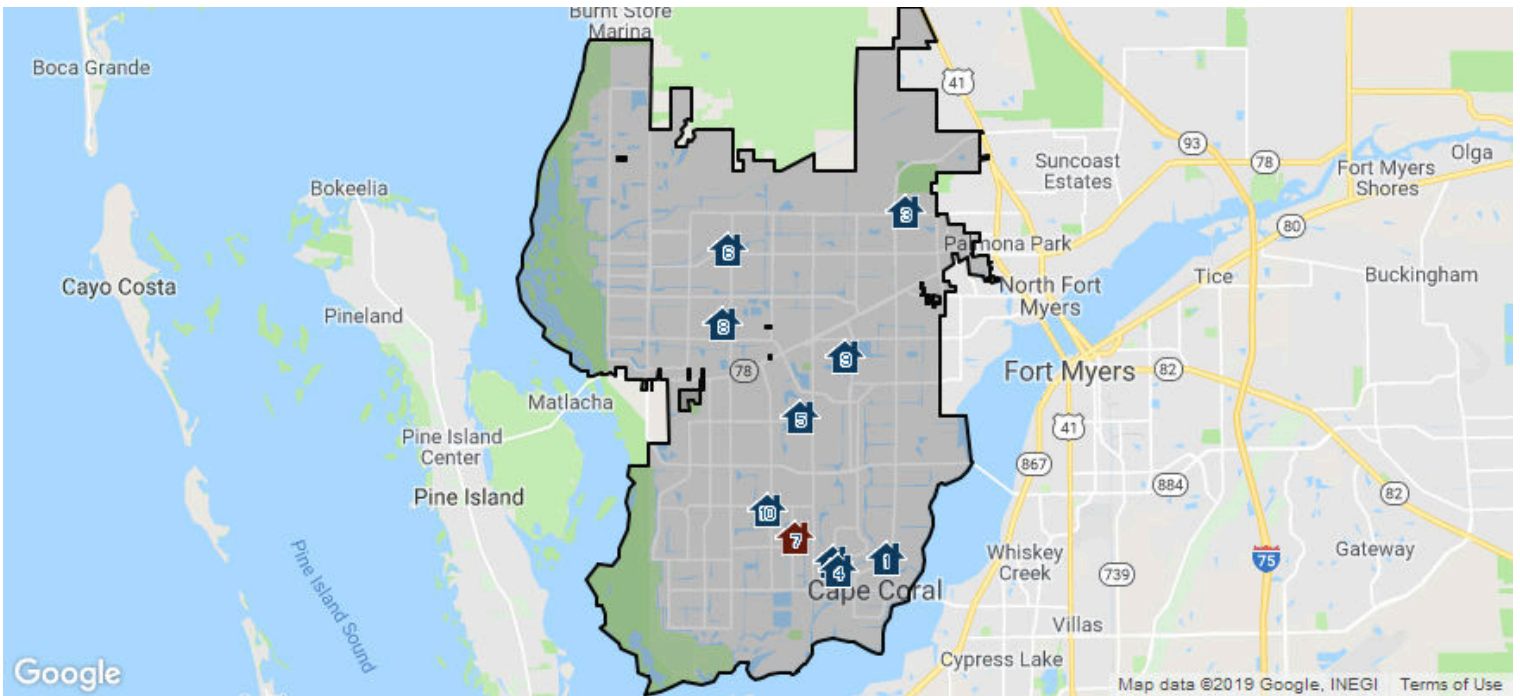 Burnt Store
Marina
Boca Grande
41
93
78
Olga
Suncoast
Estates
Fort Myers
Shores
Bokeelia
3
80
Palmona Park
6
Tice
Buckingham
Cayo Costa
North Fort
Myers
Pineland
8
9
78
Fort Myers
82
Matlacha
5
41
Pine Island
Center
867
884
82
Pine Island
10
7
Pine Island Sound
Whiskey
Creek
Gateway
1
4
75
739
Cape Coral
Villas
Cypress Lake
Google
Map data ©2019 Google, INEGI
Terms of Use